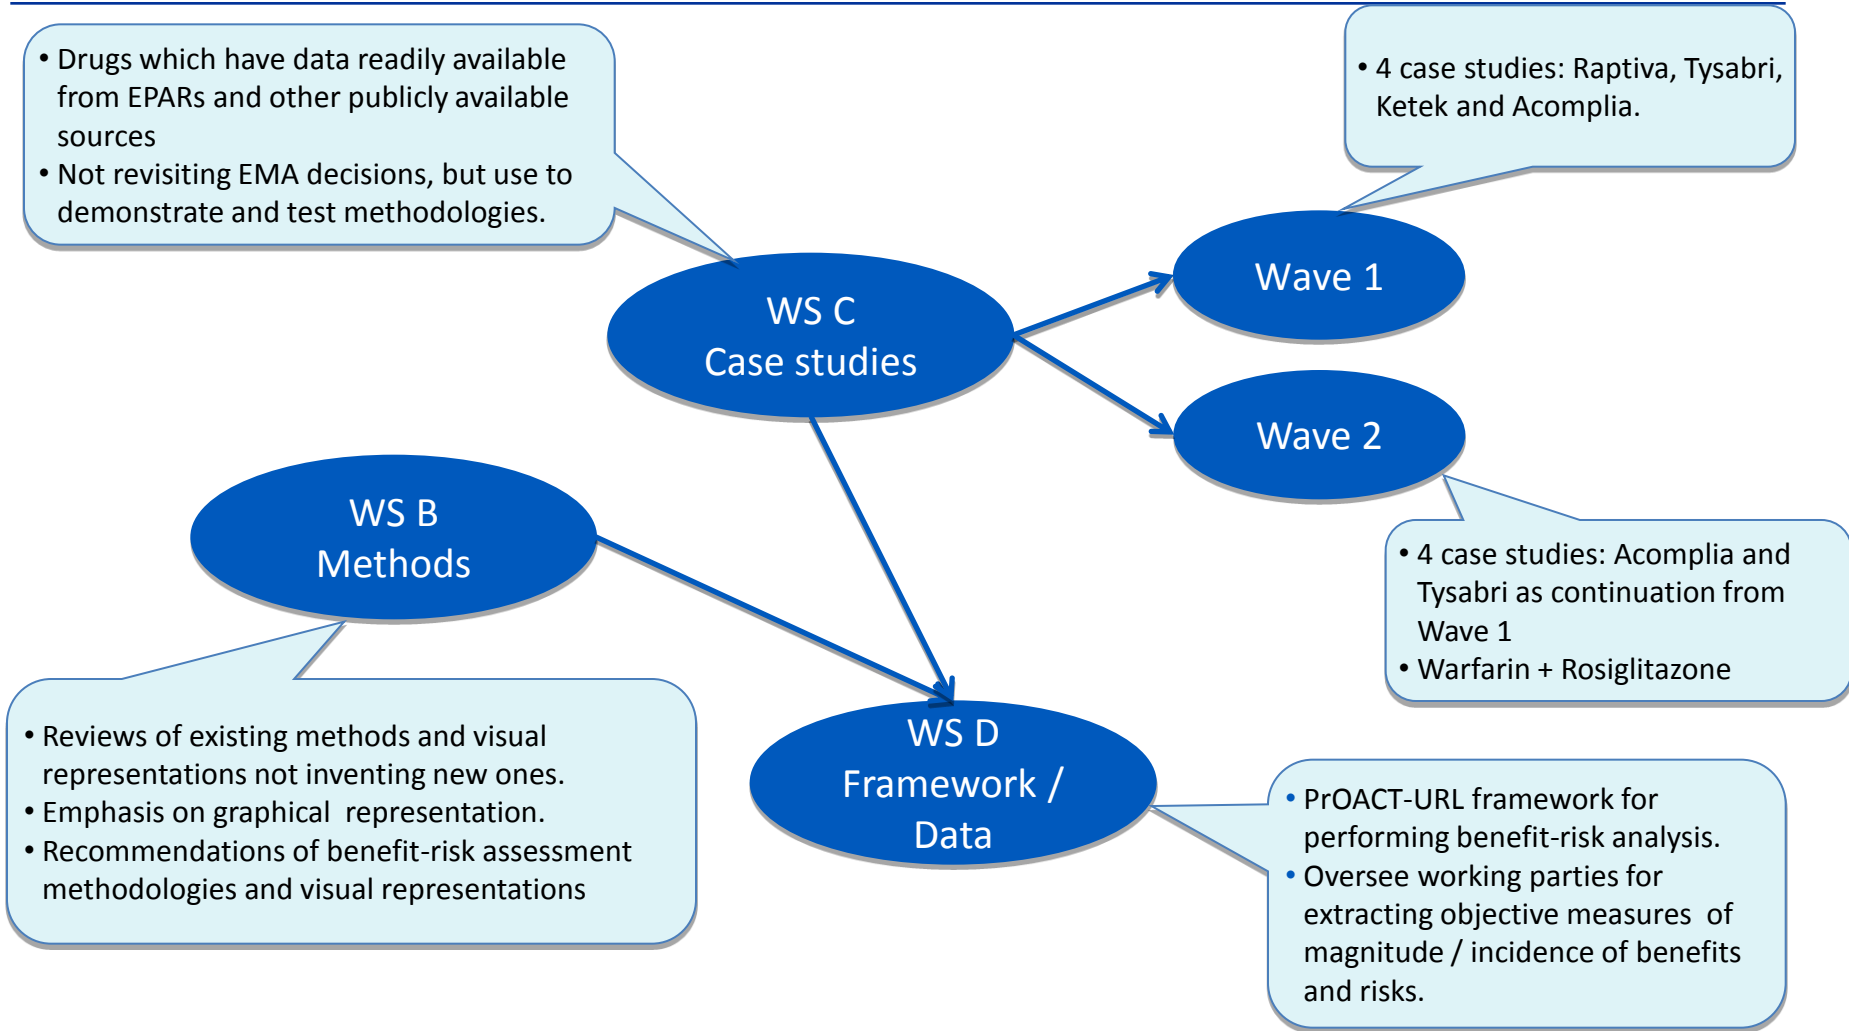 • Drugs which have data readily available
from EPARs and other publicly available
sources
• Not revisiting EMA decisions, but use to
demonstrate and test methodologies.
• 4 case studies: Raptiva, Tysabri,
Ketek and Acomplia.
WS C
Case studies
Wave 1
Wave 2
WS B
Methods
• 4 case studies: Acomplia and
Tysabri as continuation from
Wave 1
• Warfarin + Rosiglitazone
• Reviews of existing methods and visual
representations not inventing new ones.
• Emphasis on graphical representation.
• Recommendations of benefit-risk assessment
methodologies and visual representations
WS D
Framework /
Data
• PrOACT-URL framework for
performing benefit-risk analysis.
• Oversee working parties for
extracting objective measures of
magnitude / incidence of benefits
and risks.